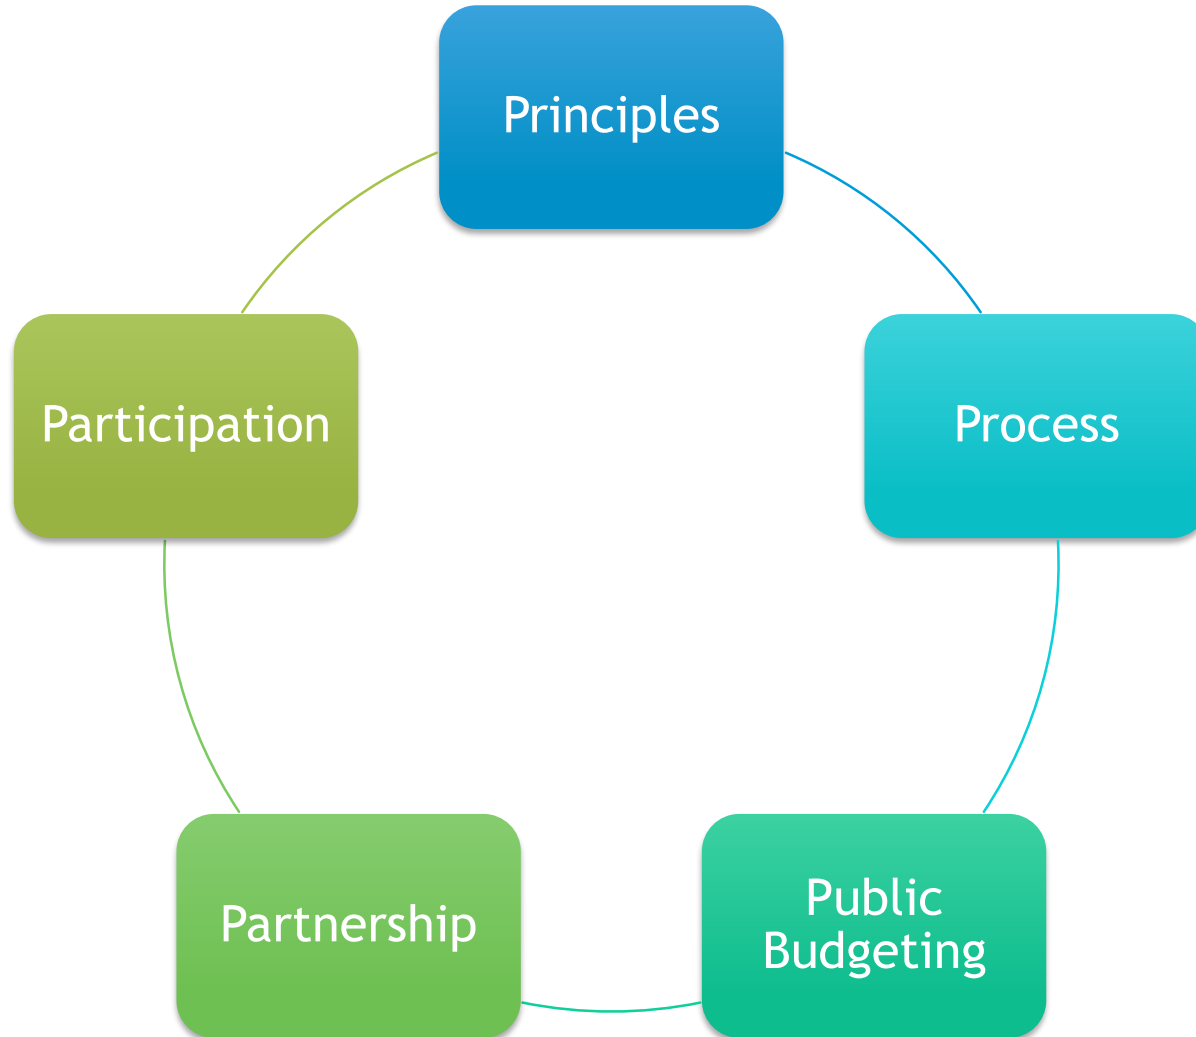 Principles
Process
Public
Budgeting
Partnership
Participation